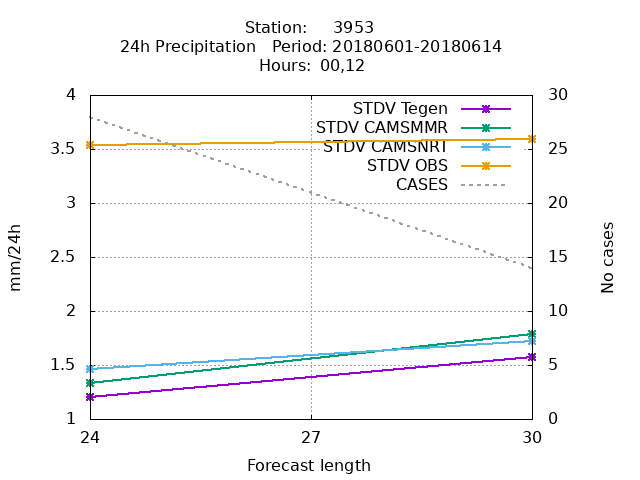 Station: 3953
24h Precipitation Period: 20180601-20180614
Hours: 00,12
4
3.5
3
2.5
2
1.5
1
30
25
20
15
10
5
0
24
27
30
mm/24h
No cases
Forecast length
STDV Tegen
STDV CAMSMMR
STDV CAMSNRT
STDV OBS
CASES